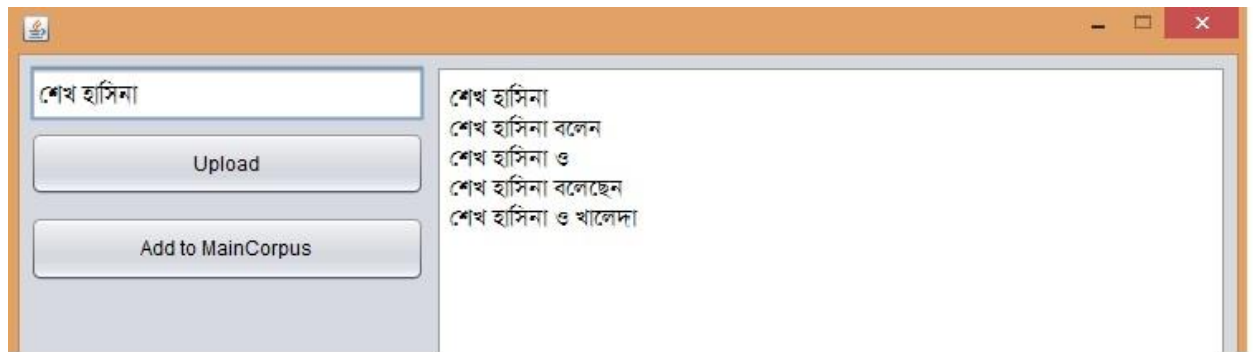 শেখ হাসিনা
Upload
Add to MainCorpus
শেখ হাসিনা
শেখ হাসিনা বলেন
শেখ হাসিনা ও
শেখ হাসিনা বলেছেন
শেখ হাসিনা ও খালেদা